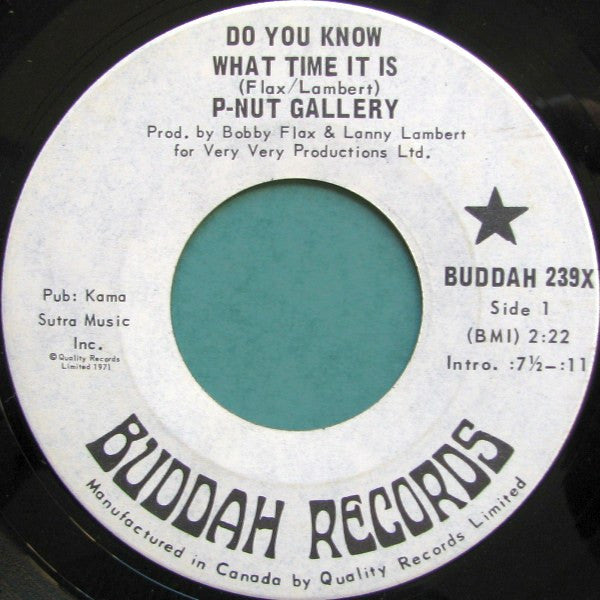 DO YOU KNOW
WHAT TIME IT IS
(Flax/Lambert)
P-NUT GALLERY
Prod. by Bobby Flax & Lanny Lambert
for Very Very Productions Ltd.
BUDDAH 239X
Side 1
(BMI) 2:22
Intro. :7½–:11
Pub: Kama
Sutra Music
Inc.
©Quality Records
Limited 1971
BUDDAH RECORDS
Manufactured in Canada by Quality Records Limited